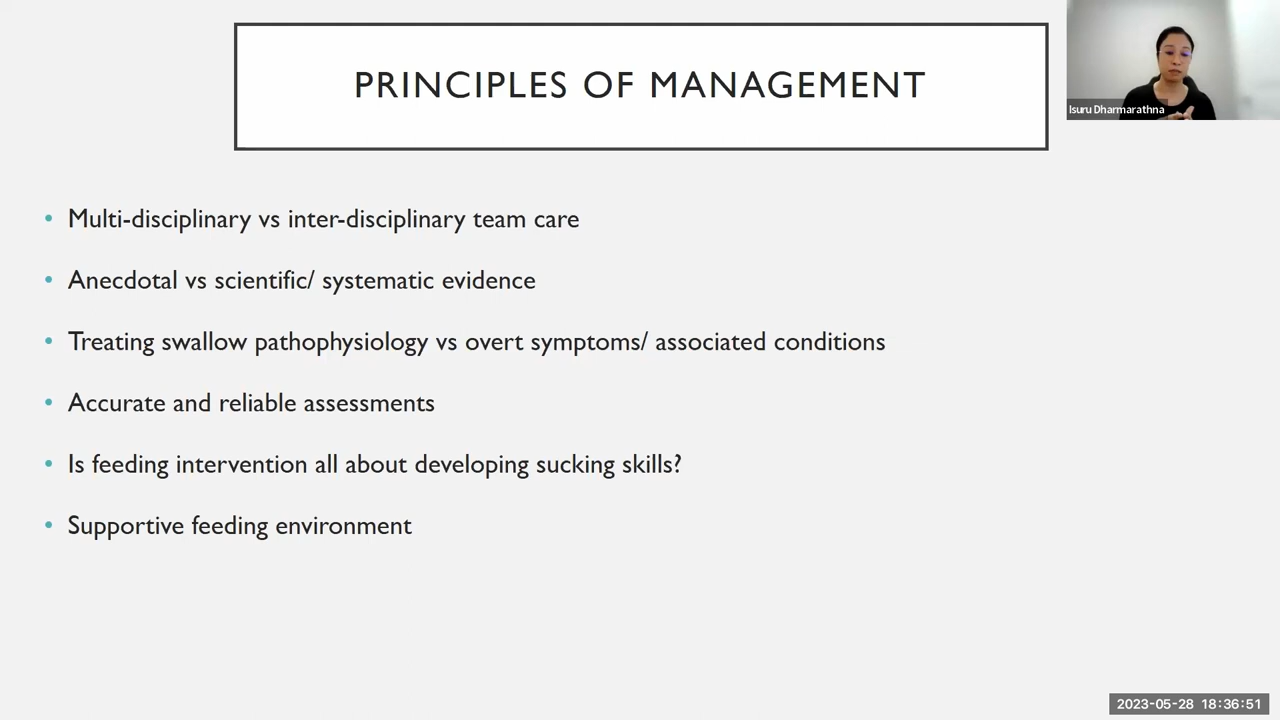 PRINCIPLES OF MANAGEMENT
Isuru Dharmarathna
• Multi-disciplinary vs inter-disciplinary team care
• Anecdotal vs scientific/ systematic evidence
• Treating swallow pathophysiology vs overt symptoms/ associated conditions
• Accurate and reliable assessments
• Is feeding intervention all about developing sucking skills?
• Supportive feeding environment
2023-05-28 18:36:51